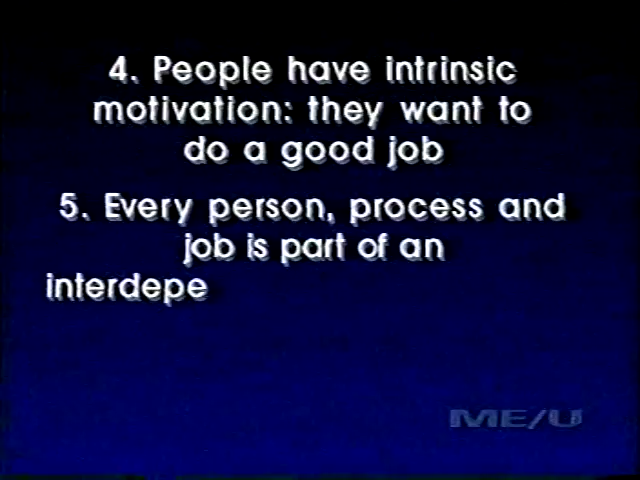 4. People have intrinsic
motivation: they want to
do a good job
5. Every person, process and
job is part of an
interdepe
ME/U